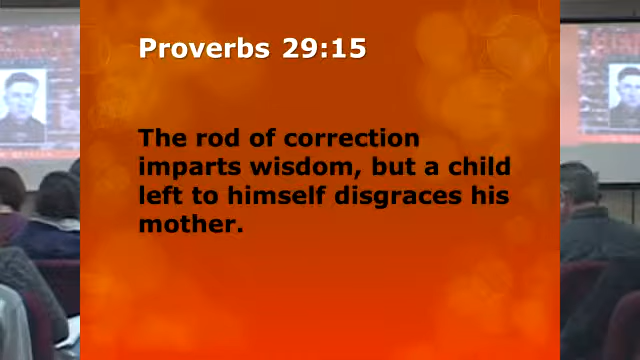 Proverbs 29:15
The rod of correction
imparts wisdom, but a child
left to himself disgraces his
mother.